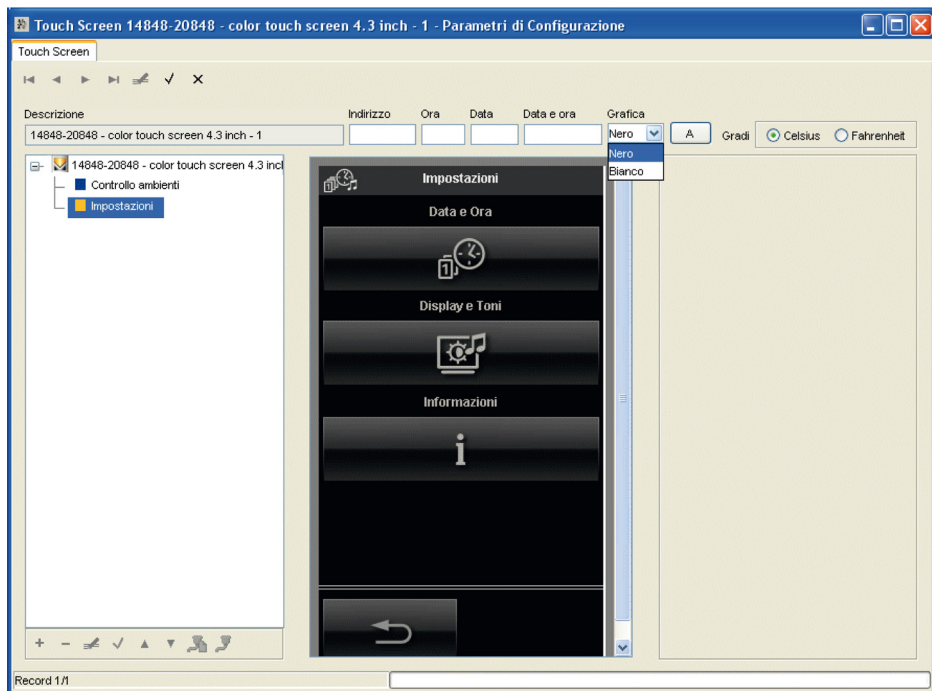 Touch Screen 14848-20848 - color touch screen 4.3 inch - 1 - Parametri di Configurazione
Touch Screen
Descrizione Indirizzo Ora Data Data e ora Grafica
14848-20848 - color touch screen 4.3 inch - 1 Nero A Gradi Celsius Fahrenheit
Nero
Bianco
14848-20848 - color touch screen 4.3 incl
Controllo ambienti
Impostazioni
Impostazioni
Data e Ora
1
Display e Toni
Informazioni
i
Record 1/1